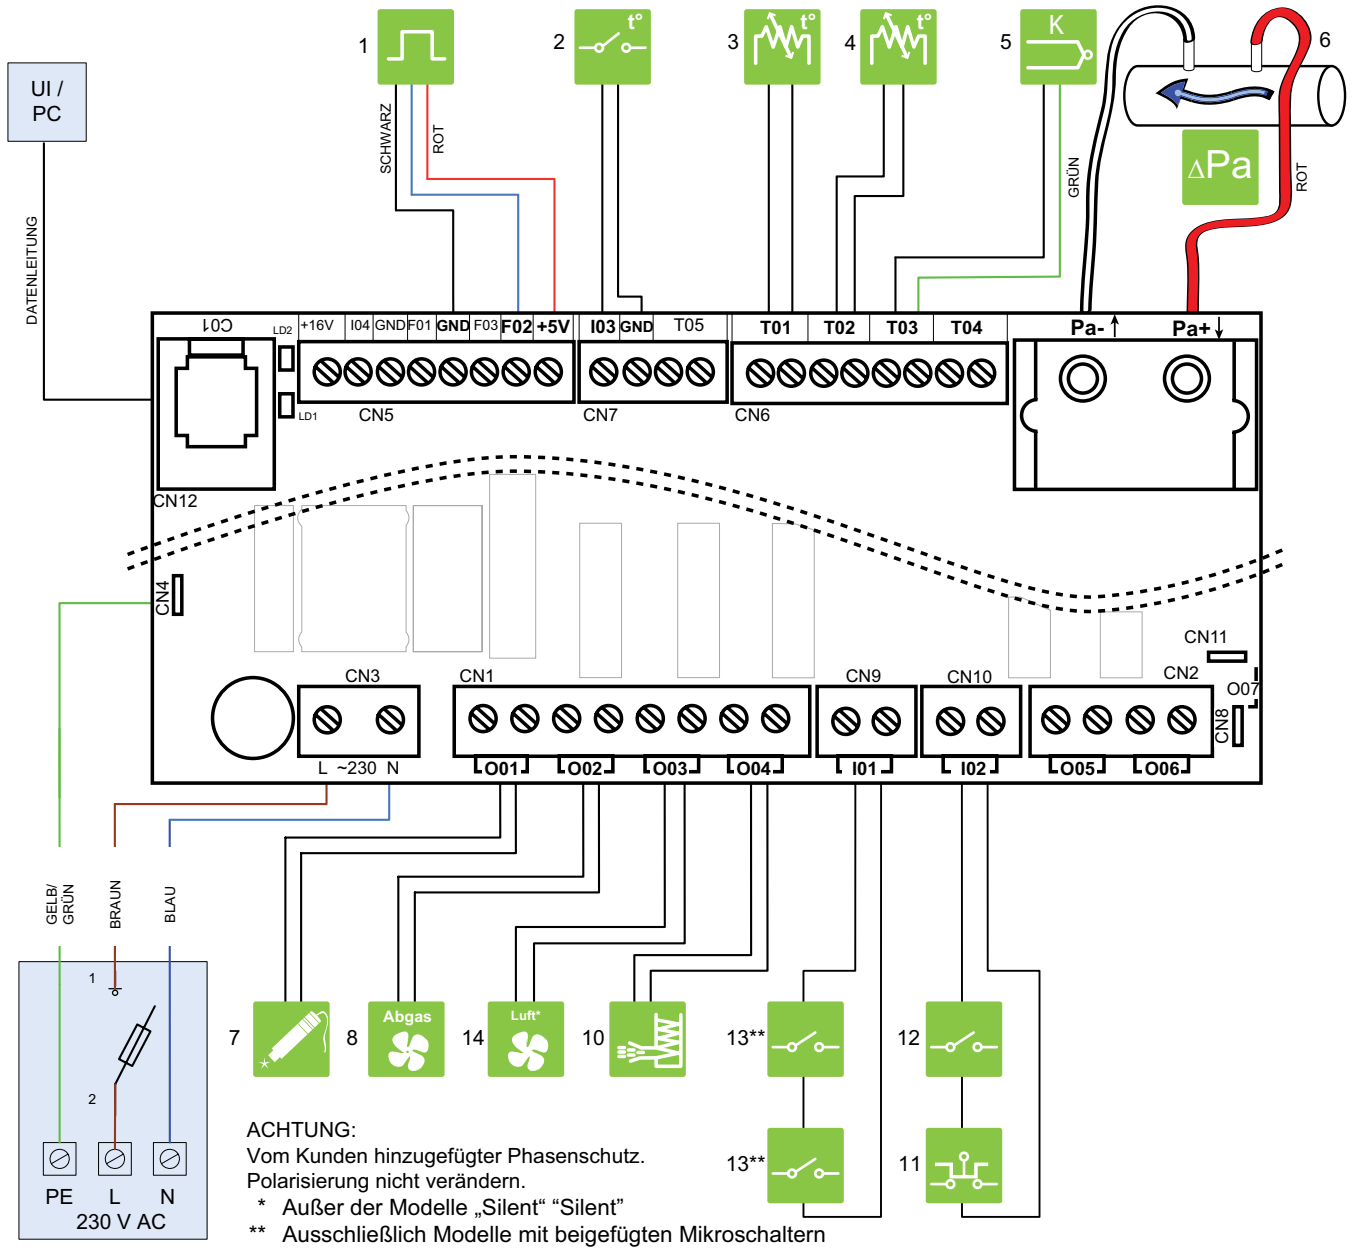 1
2 t°
3 t°
4 t°
5 K
6
UI / PC
SCHWARZ
ROT
GRÜN
ΔPa
ROT
DATENLEITUNG
C01
LD2
+16V I04 GND F01 GND F03 F02 +5V
I03 GND T05
T01 T02 T03 T04
Pa- Pa+
LD1
CN5
CN7
CN6
CN12
CN4
CN11
CN3
CN1
CN9
CN10
CN2
O07
CN8
L ~230 N
O01 O02 O03 O04
I01
I02
O05 O06
GELB/
GRÜN
BRAUN
BLAU
1
2
PE L N
230 V AC
7
8 Abgas
14 Luft*
10
13**
12
13**
11
ACHTUNG:
Vom Kunden hinzugefügter Phasenschutz.
Polarisierung nicht verändern.
* Außer der Modelle „Silent“ “Silent”
** Ausschließlich Modelle mit beigefügten Mikroschaltern